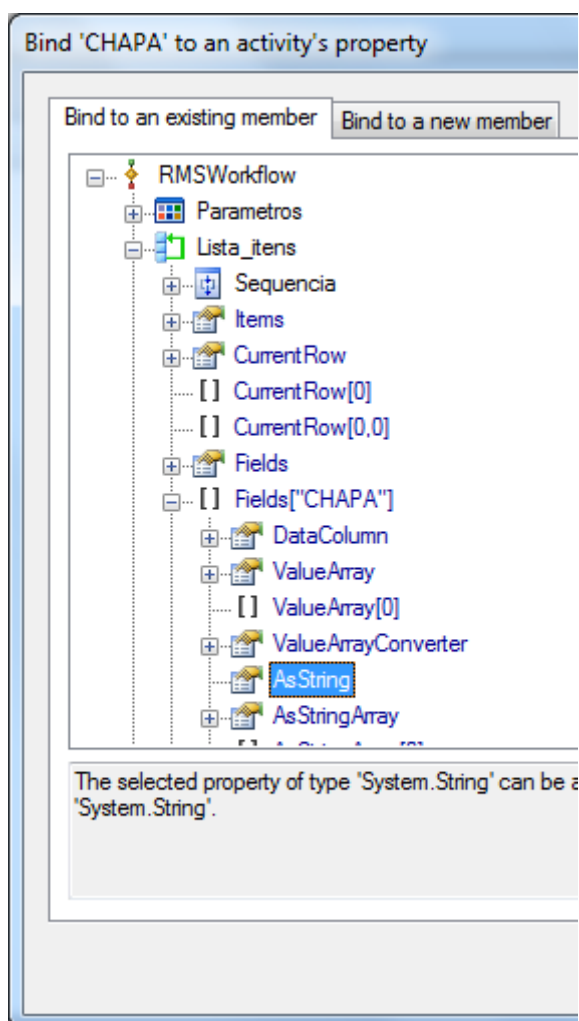 Bind 'CHAPA' to an activity's property
Bind to an existing member
Bind to a new member
RMSWorkflow
Parametros
Lista_itens
Sequencia
Items
CurrentRow
[ ] CurrentRow[0]
[ ] CurrentRow[0,0]
Fields
[ ] Fields["CHAPA"]
DataColumn
ValueArray
[ ] ValueArray[0]
ValueArrayConverter
AsString
AsStringArray
The selected property of type 'System.String' can be a
'System.String'.